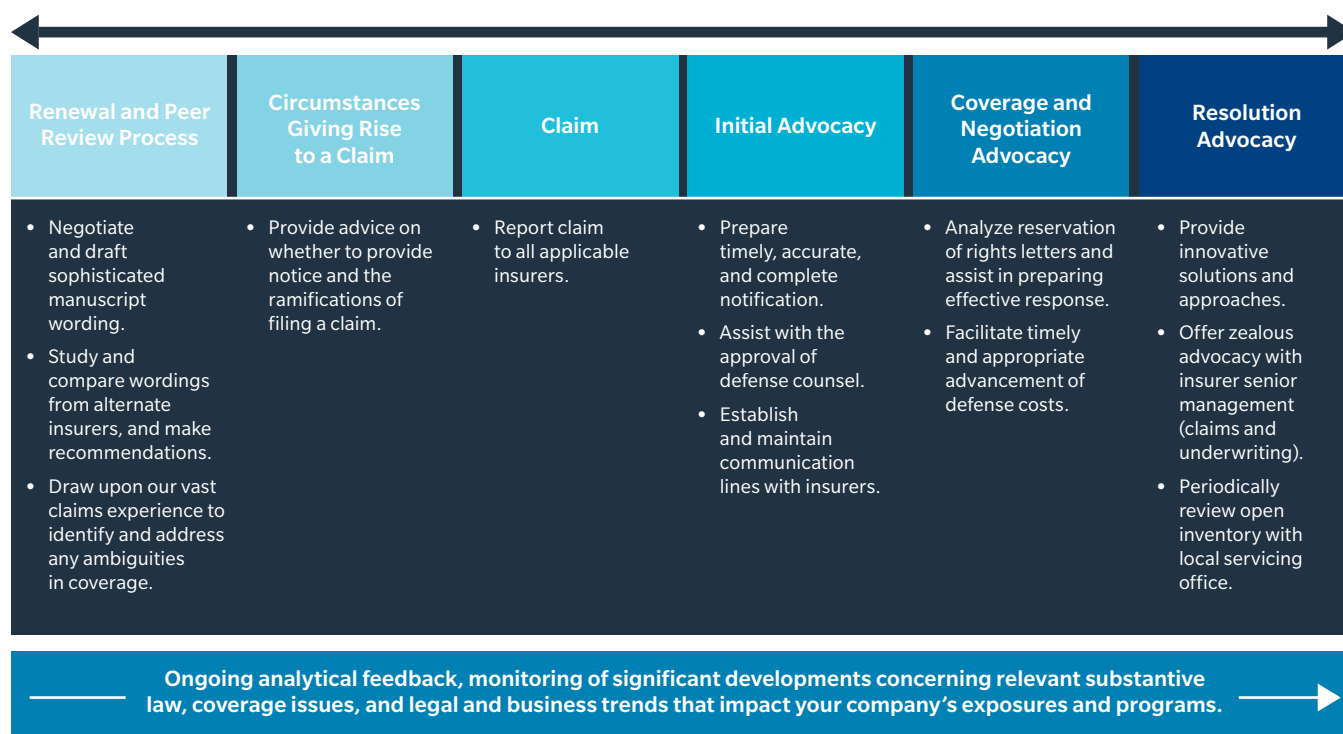 Renewal and Peer
Review Process
Circumstances
Giving Rise
to a Claim
Claim
Initial Advocacy
Coverage and
Negotiation
Advocacy
Resolution
Advocacy
• Negotiate
and draft
sophisticated
manuscript
wording.
• Study and
compare wordings
from alternate
insurers, and make
recommendations.
• Draw upon our vast
claims experience to
identify and address
any ambiguities
in coverage.
• Provide advice on
whether to provide
notice and the
ramifications of
filing a claim.
• Report claim
to all applicable
insurers.
• Prepare
timely, accurate,
and complete
notification.
• Assist with the
approval of
defense counsel.
• Establish
and maintain
communication
lines with insurers.
• Analyze reservation
of rights letters and
assist in preparing
effective response.
• Facilitate timely
and appropriate
advancement of
defense costs.
• Provide
innovative
solutions and
approaches.
• Offer zealous
advocacy with
insurer senior
management
(claims and
underwriting).
• Periodically
review open
inventory with
local servicing
office.
Ongoing analytical feedback, monitoring of significant developments concerning relevant substantive
law, coverage issues, and legal and business trends that impact your company’s exposures and programs.